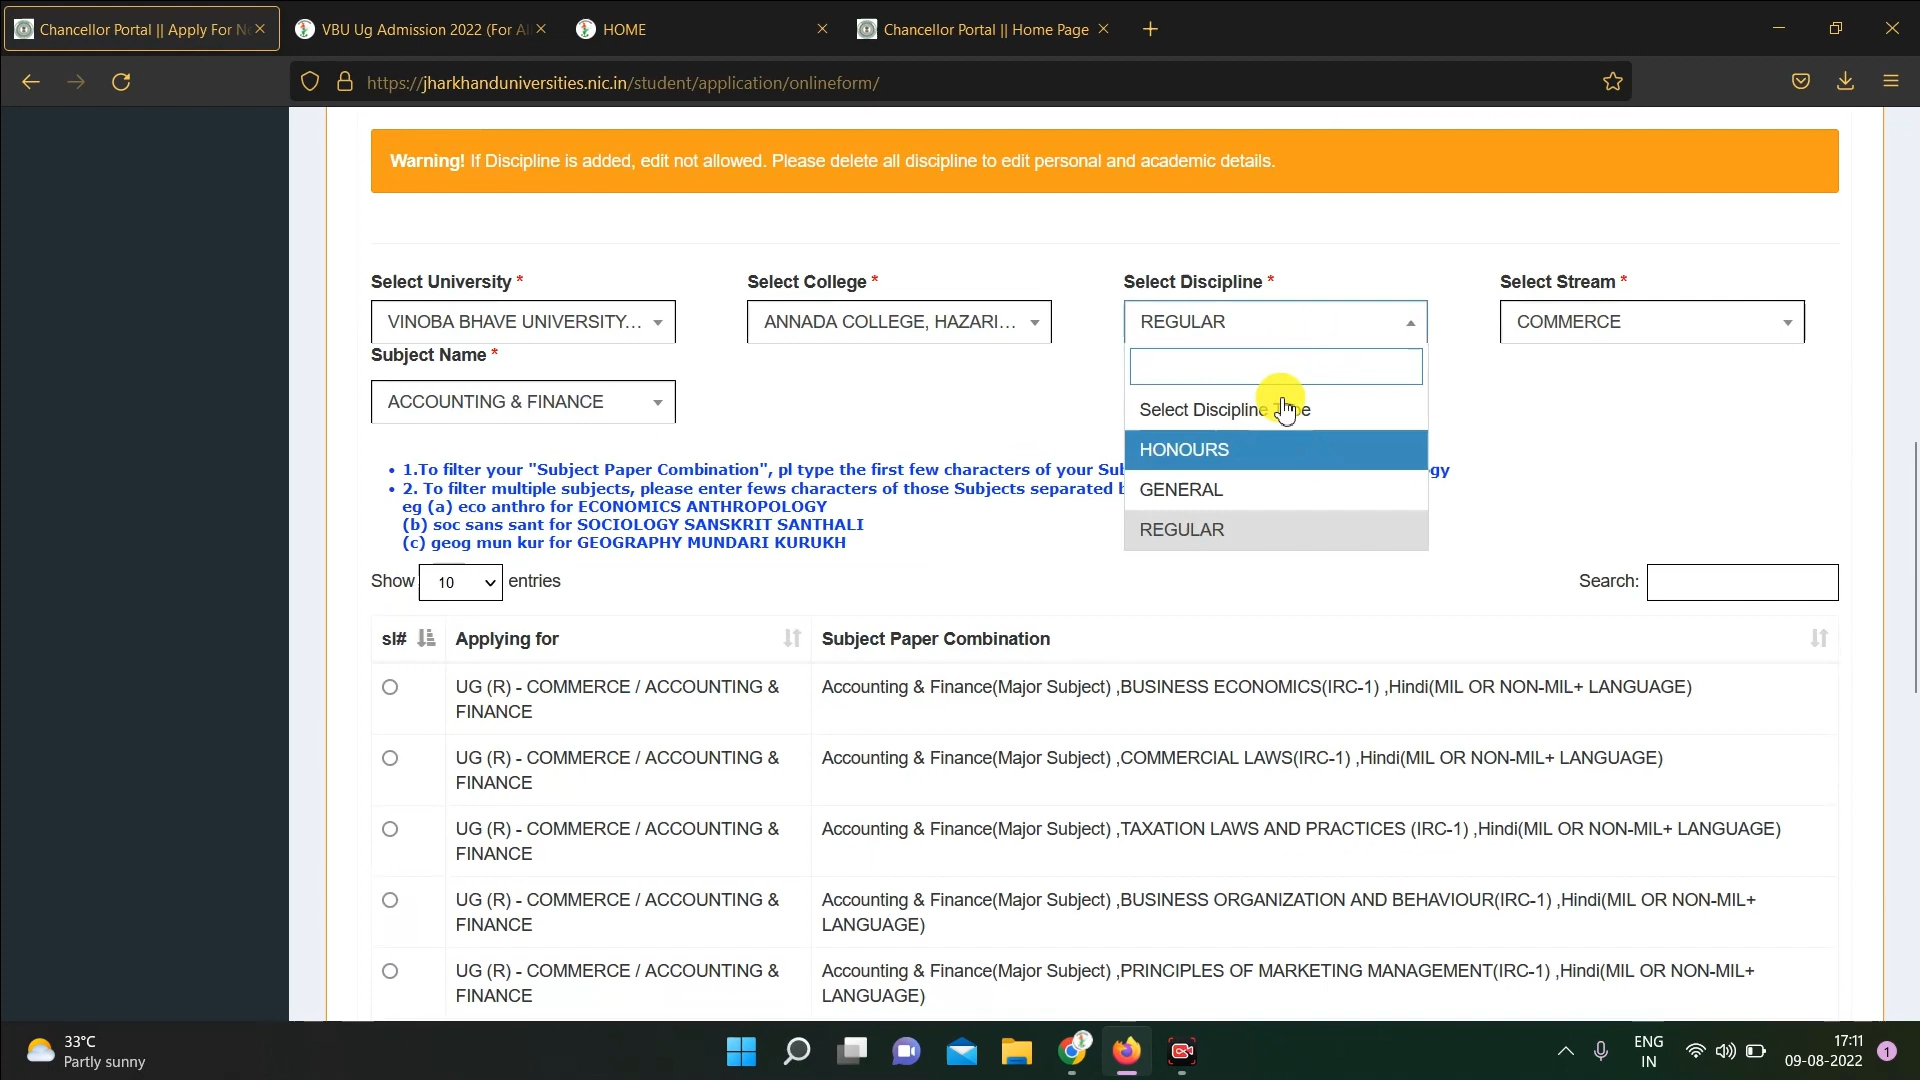 Chancellor Portal || Apply For N
VBU Ug Admission 2022 (For Al
HOME
Chancellor Portal || Home Page
https://jharkhanduniversities.nic.in/student/application/onlineform/
Warning! If Discipline is added, edit not allowed. Please delete all discipline to edit personal and academic details.
Select University * Select College * Select Discipline * Select Stream *
VINOBA BHAVE UNIVERSITY... ANNADA COLLEGE, HAZARI... REGULAR COMMERCE
Subject Name *
ACCOUNTING & FINANCE
Select Discipline
HONOURS
GENERAL
REGULAR
• 1.To filter your "Subject Paper Combination", pl type the first few characters of your
• 2. To filter multiple subjects, please enter fews characters of those Subjects separated
eg (a) eco anthro for ECONOMICS ANTHROPOLOGY
(b) soc sans sant for SOCIOLOGY SANSKRIT SANTHALI
(c) geog mun kur for GEOGRAPHY MUNDARI KURUKH
Show 10 entries Search:
sl# Applying for Subject Paper Combination
UG (R) - COMMERCE / ACCOUNTING & Accounting & Finance(Major Subject) ,BUSINESS ECONOMICS(IRC-1) ,Hindi(MIL OR NON-MIL+ LANGUAGE)
FINANCE
UG (R) - COMMERCE / ACCOUNTING & Accounting & Finance(Major Subject) ,COMMERCIAL LAWS(IRC-1) ,Hindi(MIL OR NON-MIL+ LANGUAGE)
FINANCE
UG (R) - COMMERCE / ACCOUNTING & Accounting & Finance(Major Subject) ,TAXATION LAWS AND PRACTICES (IRC-1) ,Hindi(MIL OR NON-MIL+ LANGUAGE)
FINANCE
UG (R) - COMMERCE / ACCOUNTING & Accounting & Finance(Major Subject) ,BUSINESS ORGANIZATION AND BEHAVIOUR(IRC-1) ,Hindi(MIL OR NON-MIL+
FINANCE LANGUAGE)
UG (R) - COMMERCE / ACCOUNTING & Accounting & Finance(Major Subject) ,PRINCIPLES OF MARKETING MANAGEMENT(IRC-1) ,Hindi(MIL OR NON-MIL+
FINANCE LANGUAGE)
33°C
Partly sunny
ENG
IN
17:11
09-08-2022
1